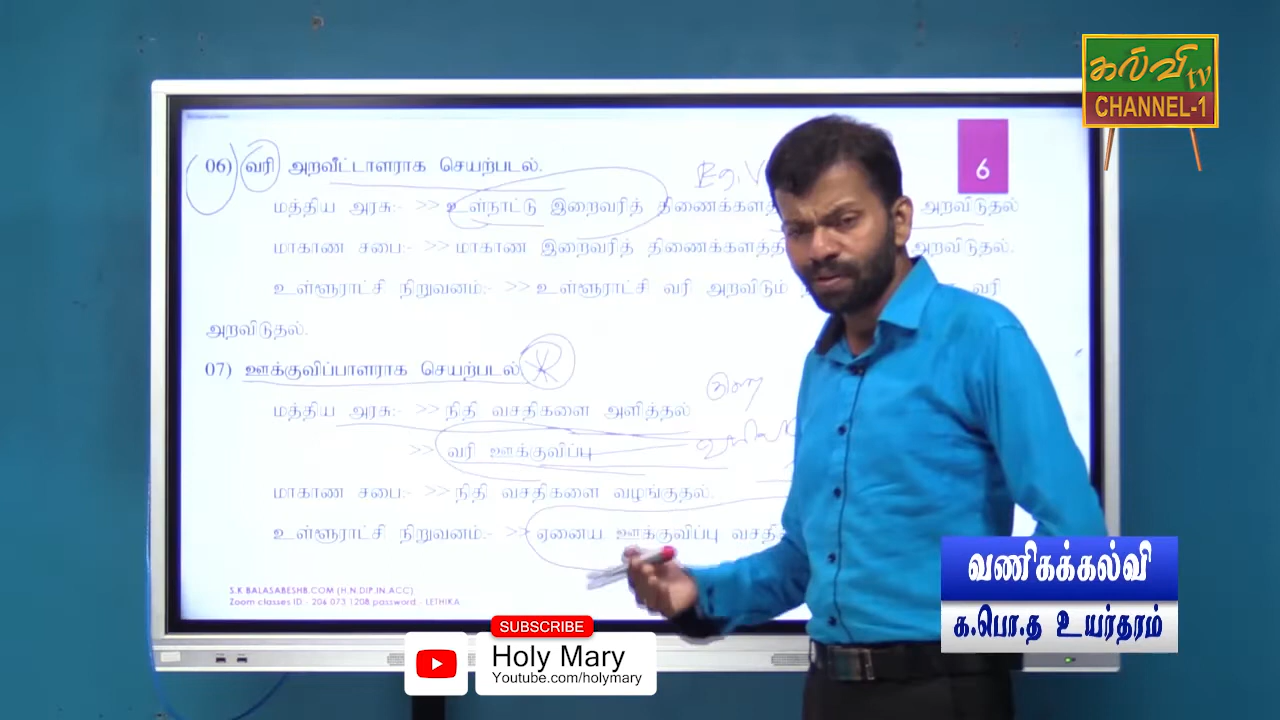 கல்வி tv
CHANNEL-1
6
06) வரி அறவீட்டாளராக செயற்படல்.
மத்திய அரசு:- >> உள்நாட்டு இறைவரித் அறவிடுதல்
மாகாண சபை:- >> மாகாண இறைவரித் அறவிடுதல்.
உள்ளூராட்சி நிறுவனம்:- >> உள்ளூராட்சி வரி அறவிடும் வரி
அறவிடுதல்.
07) ஊக்குவிப்பாளராக செயற்படல்
மத்திய அரசு:- >> நிதி வசதிகளை அளித்தல்
>> வரி ஊக்குவிப்பு
மாகாண சபை:- >> நிதி வசதிகளை வழங்குதல்.
உள்ளூராட்சி நிறுவனம்:- >> ஏனைய ஊக்குவிப்பு
S.K BALASABESHB.COM (H.N.DIP.IN.ACC)
Zoom classes ID - 206 073 1208 password - LETHIKA
வணிகக்கல்வி
க.பொ.த உயர்தரம்
SUBSCRIBE
Holy Mary
Youtube.com/holymary